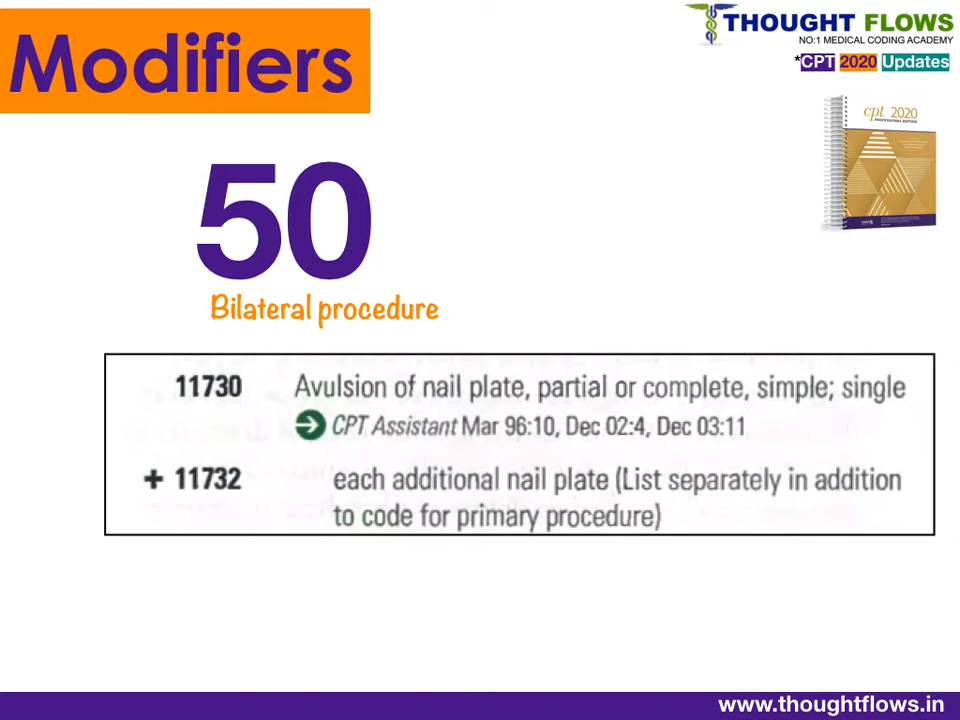 Modifiers
THOUGHT FLOWS
NO:1 MEDICAL CODING ACADEMY
*CPT 2020 Updates
cpt 2020
PROFESSIONAL EDITION
50
Bilateral procedure
11730 Avulsion of nail plate, partial or complete, simple; single
CPT Assistant Mar 96:10, Dec 02:4, Dec 03:11
+ 11732 each additional nail plate (List separately in addition
to code for primary procedure)
www.thoughtflows.in